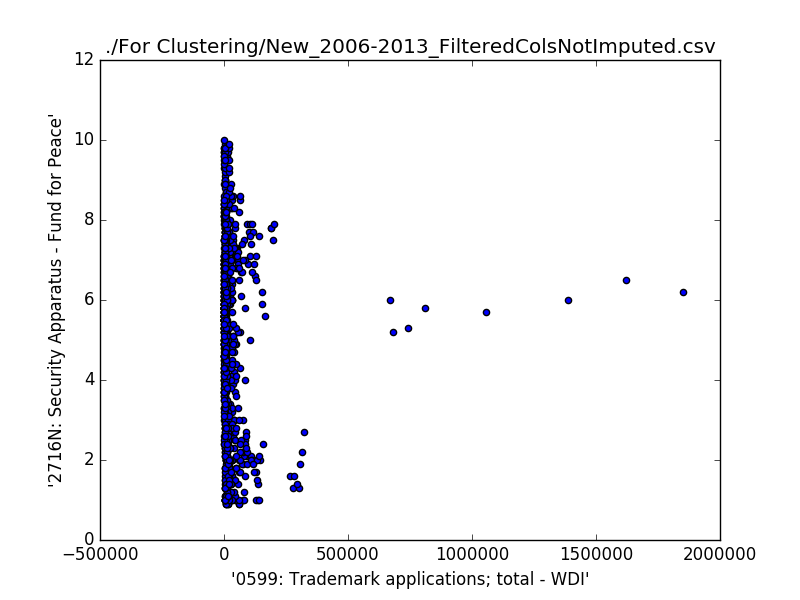 ./For Clustering/New_2006-2013_FilteredColsNotImputed.csv
12
10
8
6
4
2
0
'2716N: Security Apparatus - Fund for Peace'
−500000 0 500000 1000000 1500000 2000000
'0599: Trademark applications; total - WDI'